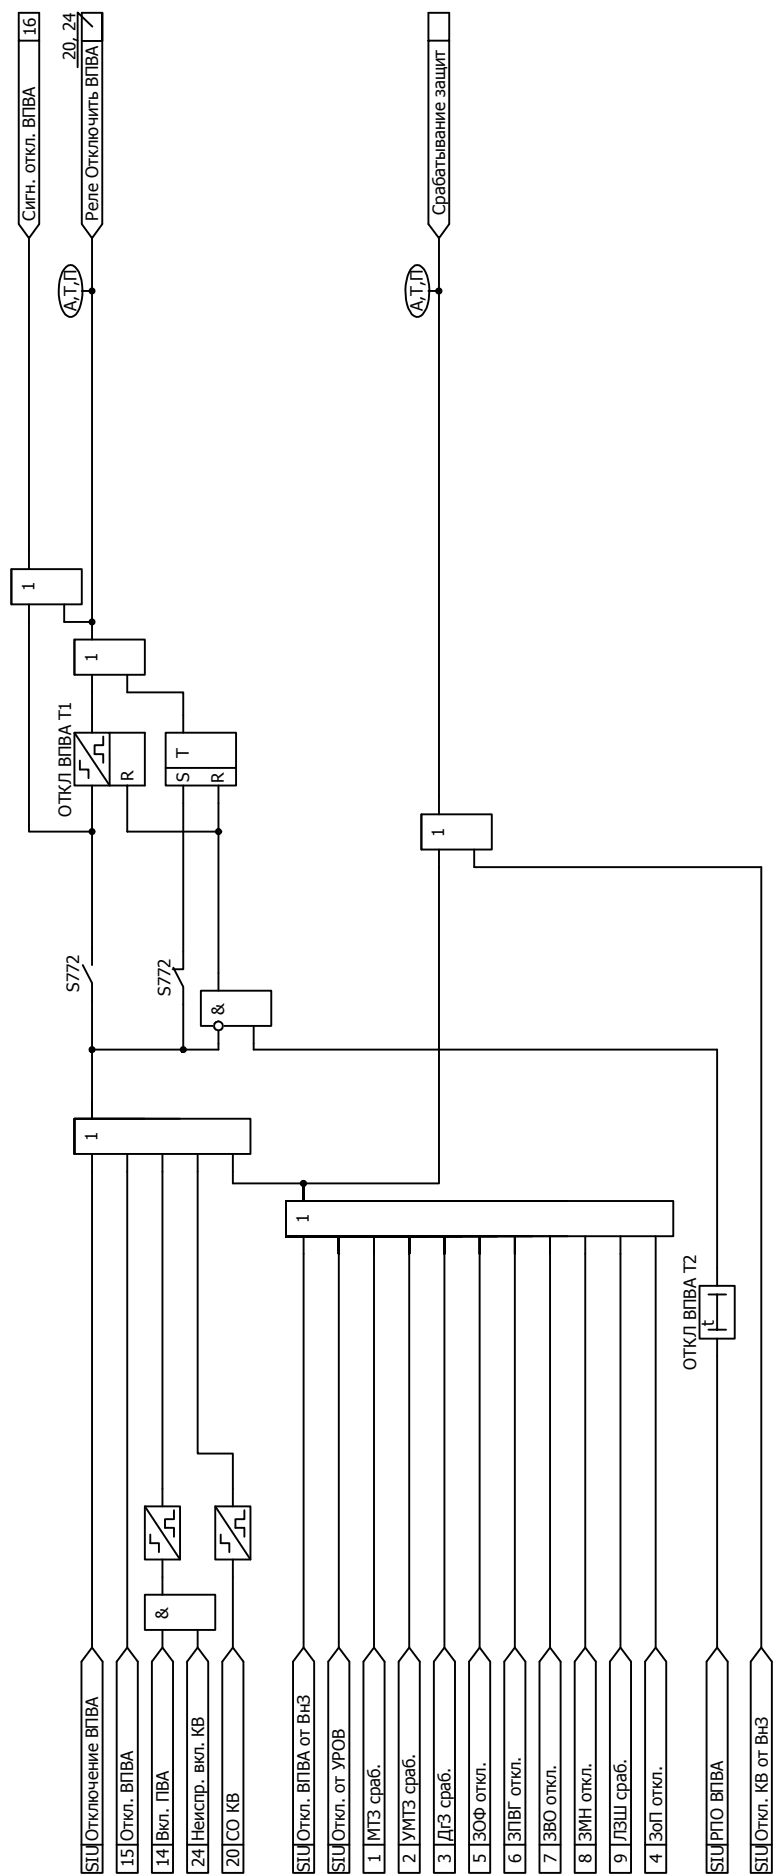 SIU Отключение ВПВА
15 Откл. ВПВА
14 Вкл. ПВА
24 Неиспр. вкл. КВ
20 СО КВ
SIU Откл. ВПВА от ВнЗ
SIU Откл. от УРОВ
1 МТЗ сраб.
2 УМТЗ сраб.
3 ДгЗ сраб.
5 ЗОФ откл.
6 ЗПВГ откл.
7 ЗВО откл.
8 ЗМН откл.
9 ЛЗШ сраб.
4 ЗоП откл.
SIU РПО ВПВА
SIU Откл. КВ от ВнЗ
&
1
1
ОТКЛ ВПВА Т2
t
S772
S772
&
ОТКЛ ВПВА Т1
R
S T
R
1
1
1
А,Т,П
А,Т,П
Сигн. откл. ВПВА 16
Реле Отключить ВПВА
20, 24
Срабатывание защит